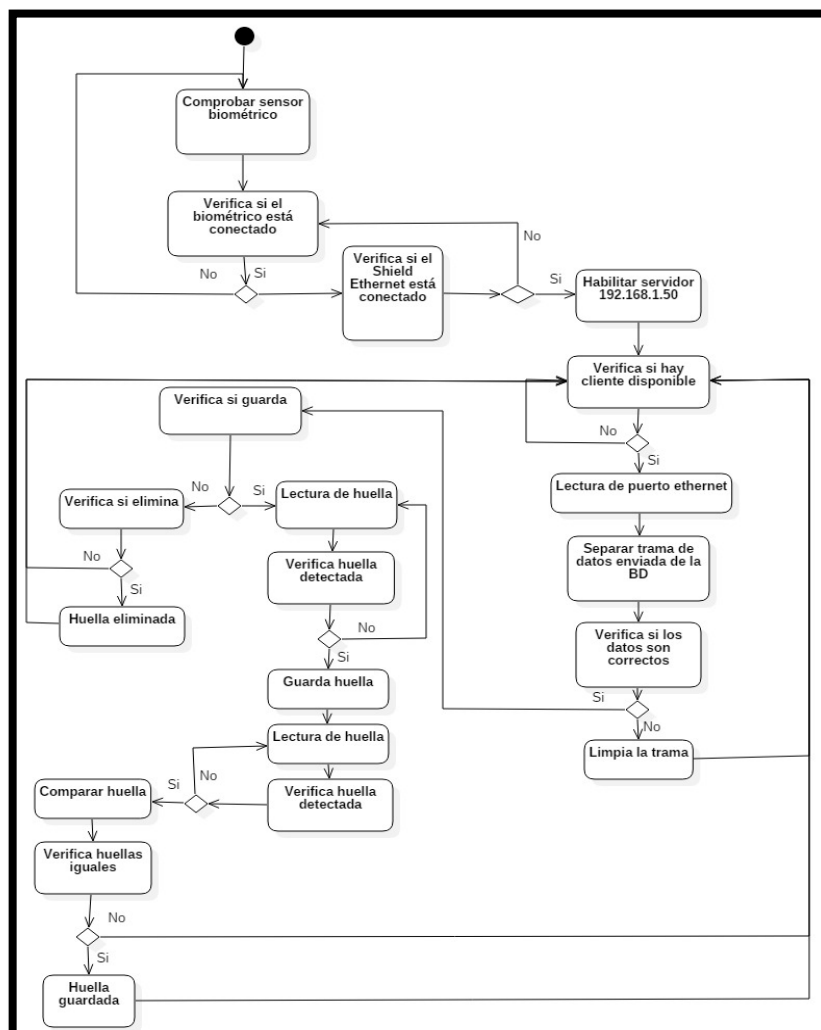 Comprobar sensor
biométrico
Verifica si el
biométrico está
conectado
No
Si
Verifica si el
Shield
Ethernet está
conectado
No
Si
Habilitar servidor
192.168.1.50
Verifica si hay
cliente disponible
No
Si
Lectura de puerto ethernet
Separar trama de
datos enviada de la
BD
Verifica si los
datos son
correctos
Si
No
Limpia la trama
Verifica si guarda
No
Si
Verifica si elimina
No
Si
Huella eliminada
Lectura de huella
Verifica huella
detectada
No
Si
Guarda huella
Lectura de huella
Verifica huella
detectada
No
Si
Comparar huella
Verifica huellas
iguales
No
Si
Huella
guardada